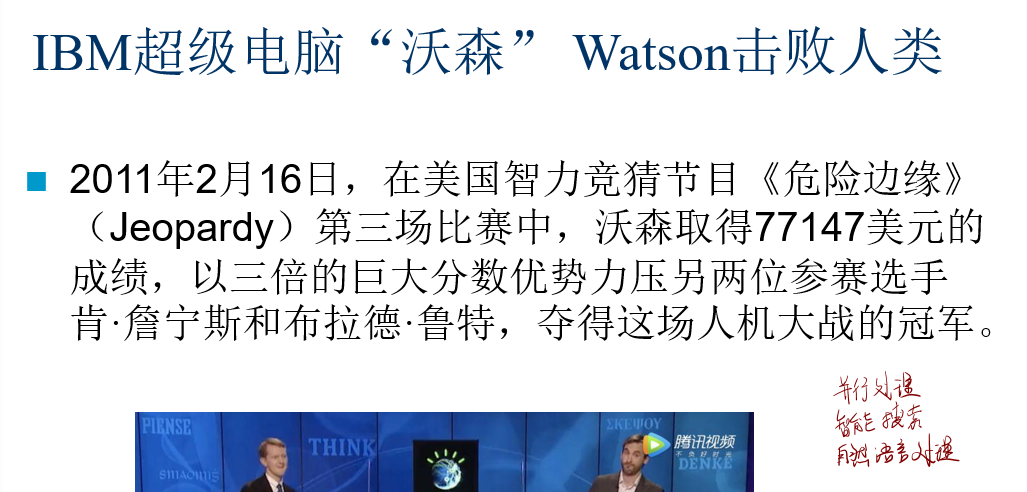 IBM超级电脑“沃森” Watson击败人类
2011年2月16日，在美国智力竞猜节目《危险边缘》
（Jeopardy）第三场比赛中，沃森取得77147美元的
成绩，以三倍的巨大分数优势力压另两位参赛选手
肯·詹宁斯和布拉德·鲁特，夺得这场人机大战的冠军。
并行处理
智能搜索
自然语言处理
PIENSE
THINK
ΣΚΕΨΟΥ
腾讯视频
不负好时光
DENKE